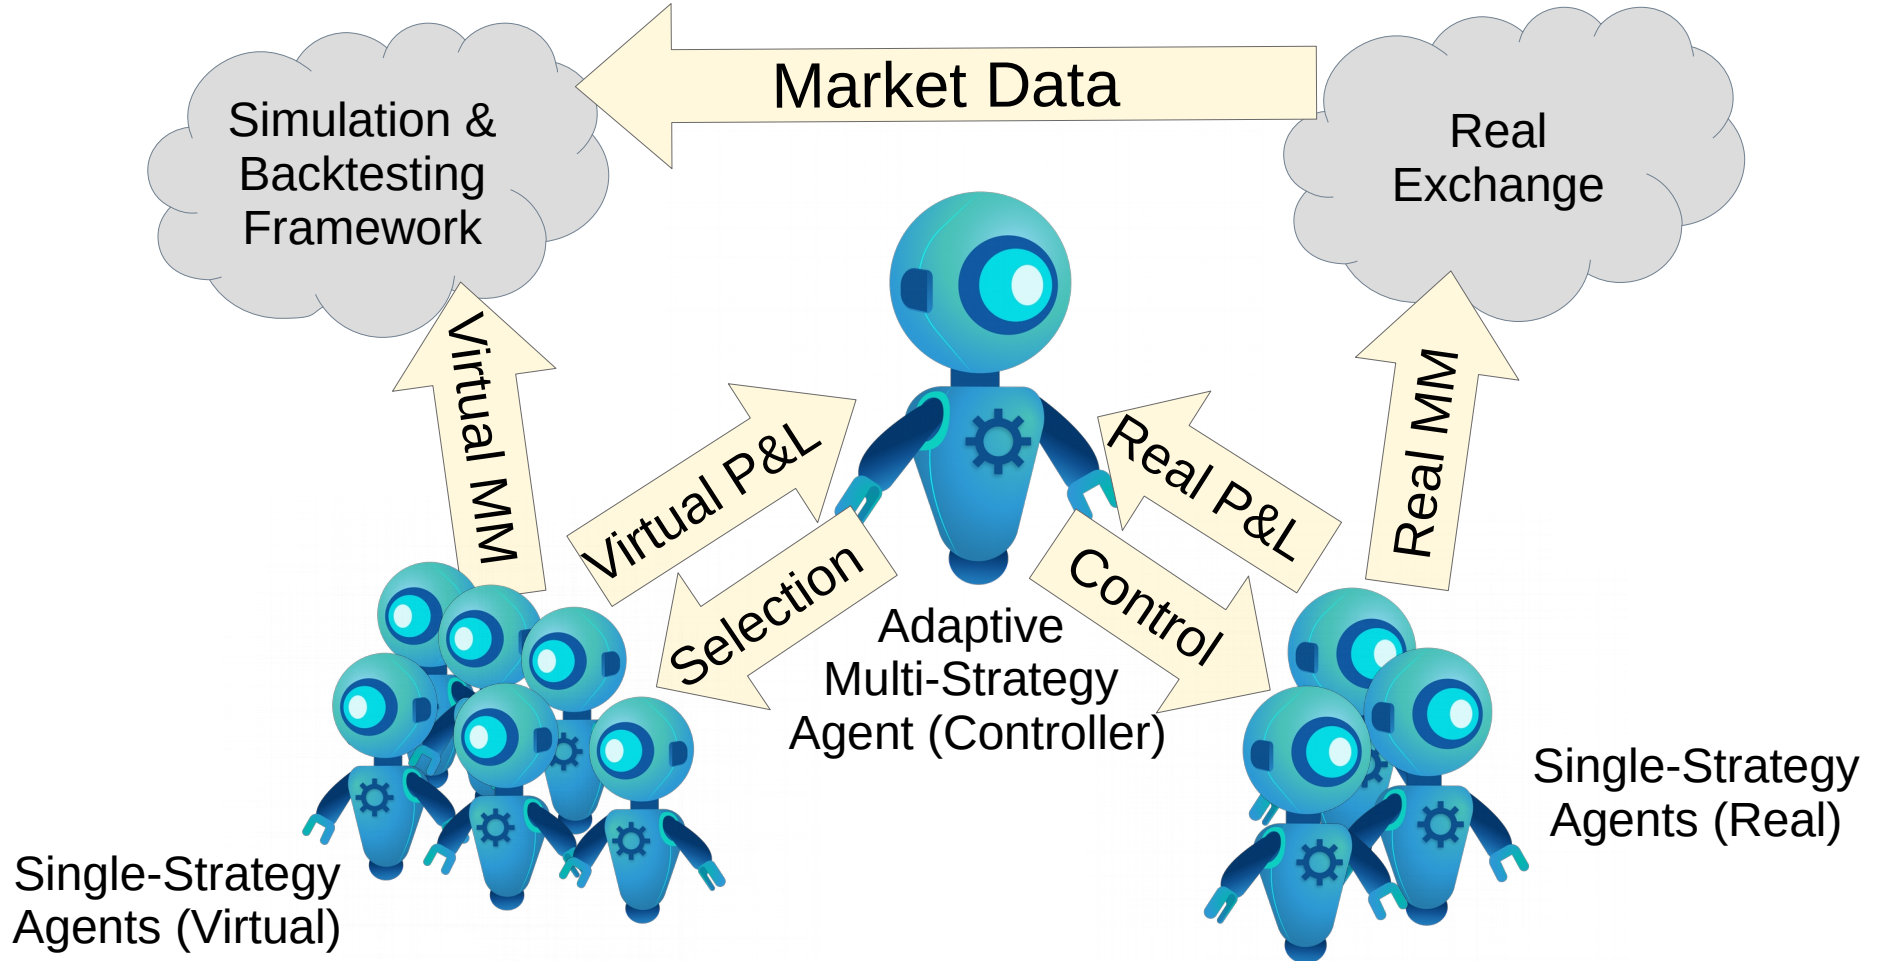 Market Data
Simulation &
Backtesting
Framework
Real
Exchange
Virtual MM
Virtual P&L
Selection
Real P&L
Control
Real MM
Adaptive
Multi-Strategy
Agent (Controller)
Single-Strategy
Agents (Real)
Single-Strategy
Agents (Virtual)